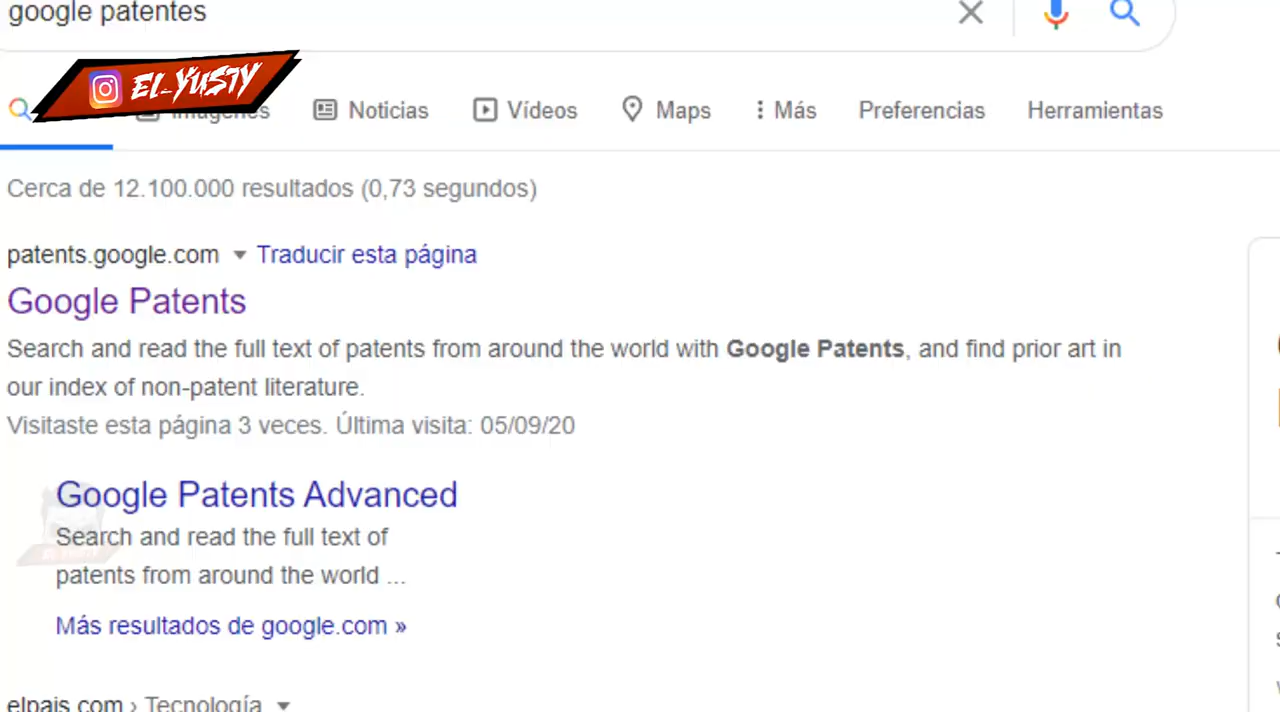 google patentes
EL_YUSTY
Imágenes
Noticias
Vídeos
Maps
Más
Preferencias
Herramientas
Cerca de 12.100.000 resultados (0,73 segundos)
patents.google.com Traducir esta página
Google Patents
Search and read the full text of patents from around the world with Google Patents, and find prior art in
our index of non-patent literature.
Visitaste esta página 3 veces. Última visita: 05/09/20
Google Patents Advanced
Search and read the full text of
patents from around the world ...
Más resultados de google.com »
elpais.com › Tecnología